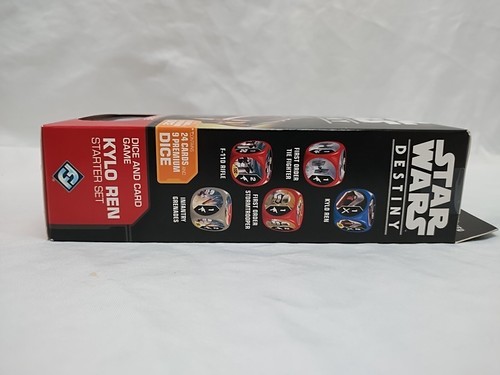 STAR
WARS
DESTINY
FIRST ORDER
TIE FIGHTER
KYLO REN
F-11D RIFLE
FIRST ORDER
STORMTROOPER
INFANTRY
GRENADES
24 CARDS AND
9 PREMIUM
DICE
DICE AND CARD
GAME
KYLO REN
STARTER SET